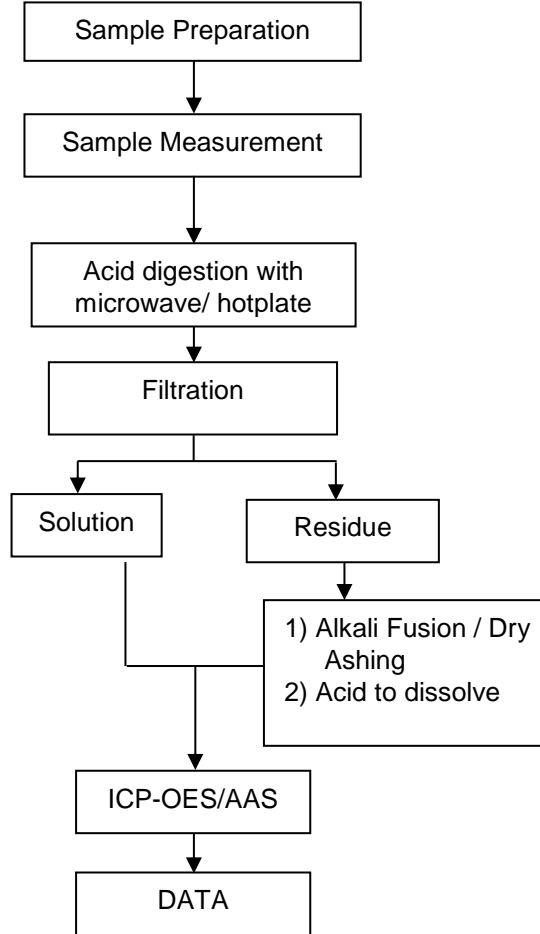 Sample Preparation
Sample Measurement
Acid digestion with
microwave/ hotplate
Filtration
Solution
Residue
1) Alkali Fusion / Dry
Ashing
2) Acid to dissolve
ICP-OES/AAS
DATA